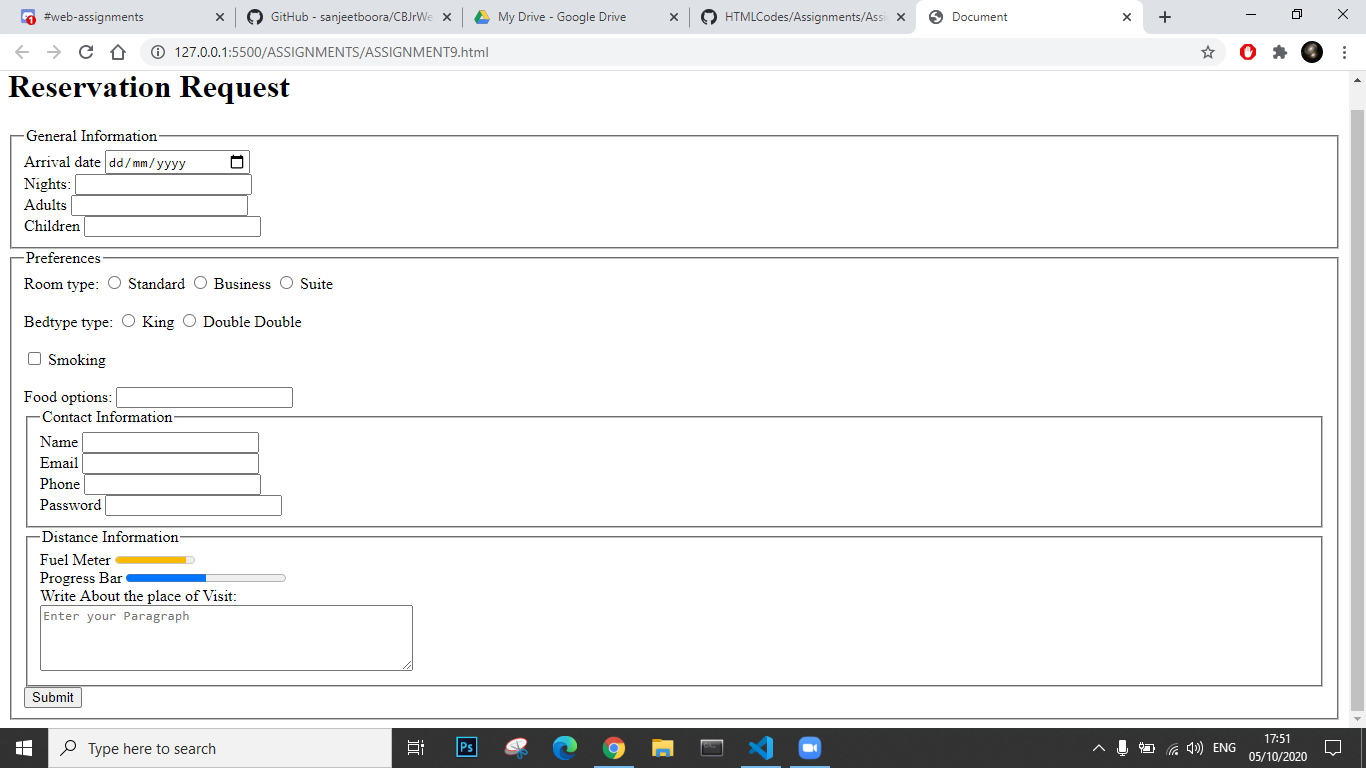 #web-assignments
GitHub - sanjeetboora/CBJrWe
My Drive - Google Drive
HTMLCodes/Assignments/Assi
Document
127.0.0.1:5500/ASSIGNMENTS/ASSIGNMENT9.html
Reservation Request
General Information
Arrival date dd/mm/yyyy
Nights:
Adults
Children
Preferences
Room type: Standard Business Suite
Bedtype type: King Double Double
Smoking
Food options:
Contact Information
Name
Email
Phone
Password
Distance Information
Fuel Meter
Progress Bar
Write About the place of Visit:
Enter your Paragraph
Submit
Type here to search
Ps
ENG
17:51
05/10/2020